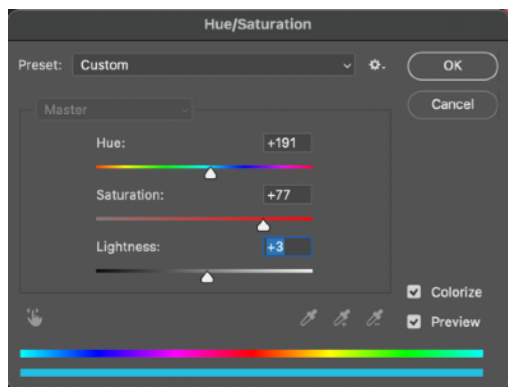 Hue/Saturation
Preset: Custom
OK
Master
Cancel
Hue: +191
Saturation: +77
Lightness: +3
Colorize
Preview